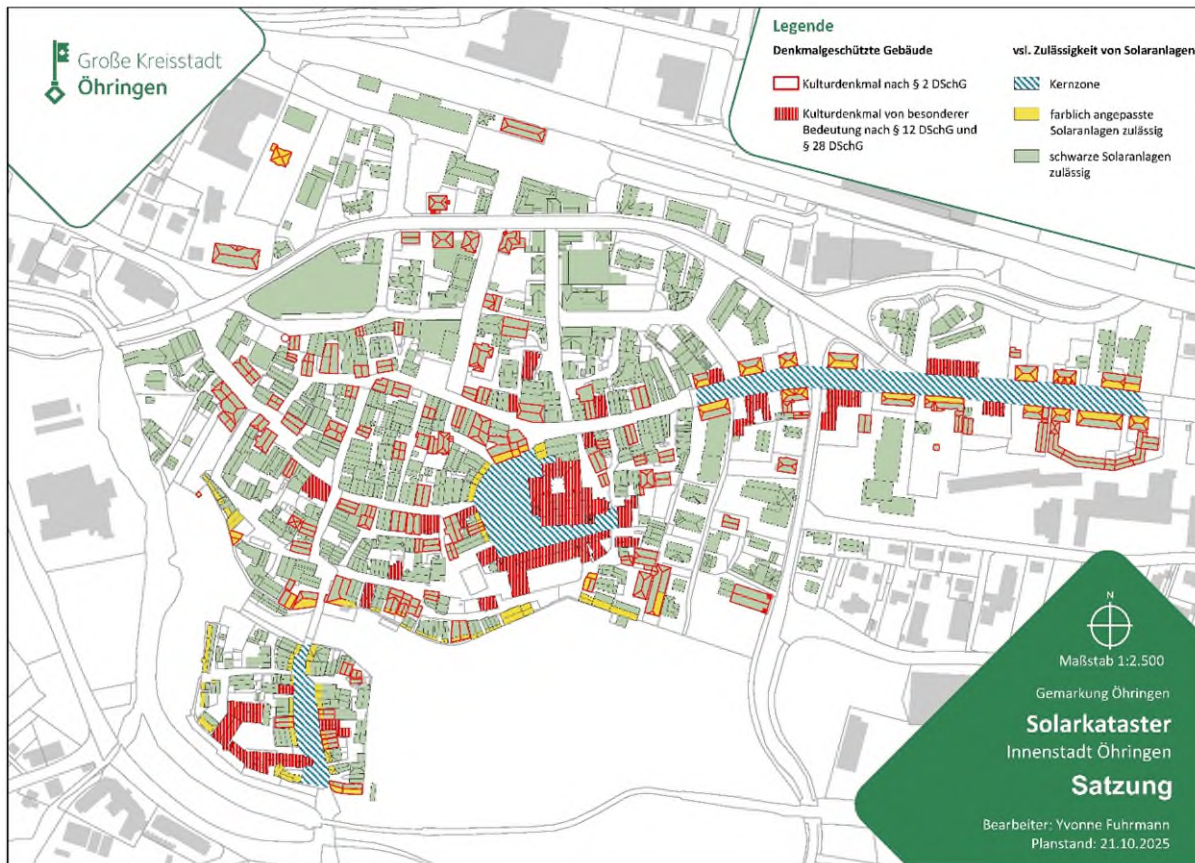 Große Kreisstadt
Öhringen
Legende
Denkmalgeschützte Gebäude
Kulturdenkmal nach § 2 DSchG
Kulturdenkmal von besonderer
Bedeutung nach § 12 DSchG und
§ 28 DSchG
vsl. Zulässigkeit von Solaranlagen
Kernzone
farblich angepasste
Solaranlagen zulässig
schwarze Solaranlagen
zulässig
N
Maßstab 1:2.500
Gemarkung Öhringen
Solarkataster
Innenstadt Öhringen
Satzung
Bearbeiter: Yvonne Fuhrmann
Planstand: 21.10.2025